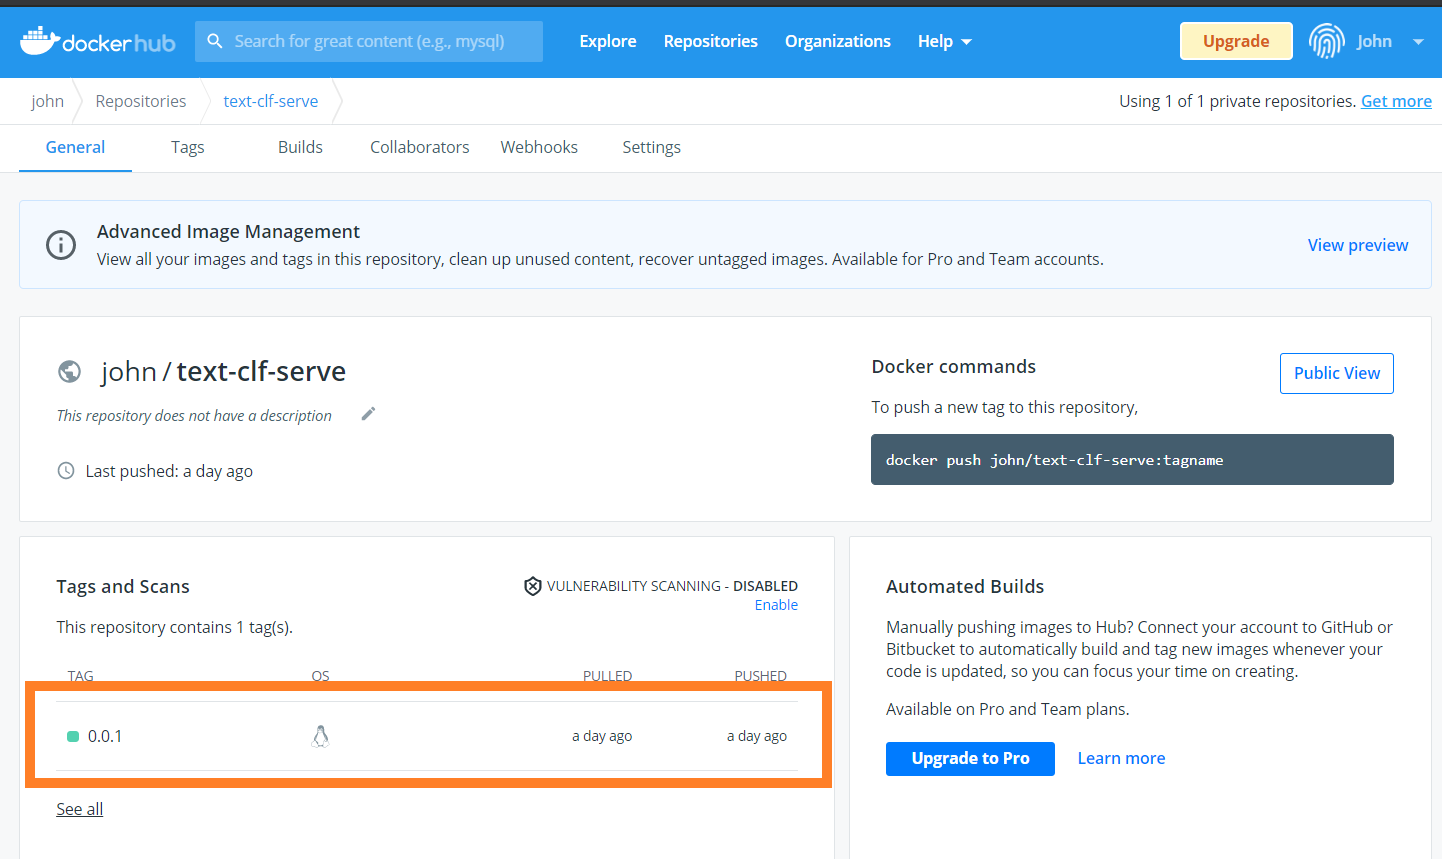 docker hub
Search for great content (e.g., mysql)
Explore
Repositories
Organizations
Help
Upgrade
John
john
Repositories
text-clf-serve
Using 1 of 1 private repositories. Get more
General
Tags
Builds
Collaborators
Webhooks
Settings
Advanced Image Management
View all your images and tags in this repository, clean up unused content, recover untagged images. Available for Pro and Team accounts.
View preview
john / text-clf-serve
This repository does not have a description
Last pushed: a day ago
Docker commands
Public View
To push a new tag to this repository,
docker push john/text-clf-serve:tagname
Tags and Scans
VULNERABILITY SCANNING - DISABLED
Enable
This repository contains 1 tag(s).
TAG
OS
PULLED
PUSHED
0.0.1
a day ago
a day ago
See all
Automated Builds
Manually pushing images to Hub? Connect your account to GitHub or
Bitbucket to automatically build and tag new images whenever your
code is updated, so you can focus your time on creating.
Available on Pro and Team plans.
Upgrade to Pro
Learn more